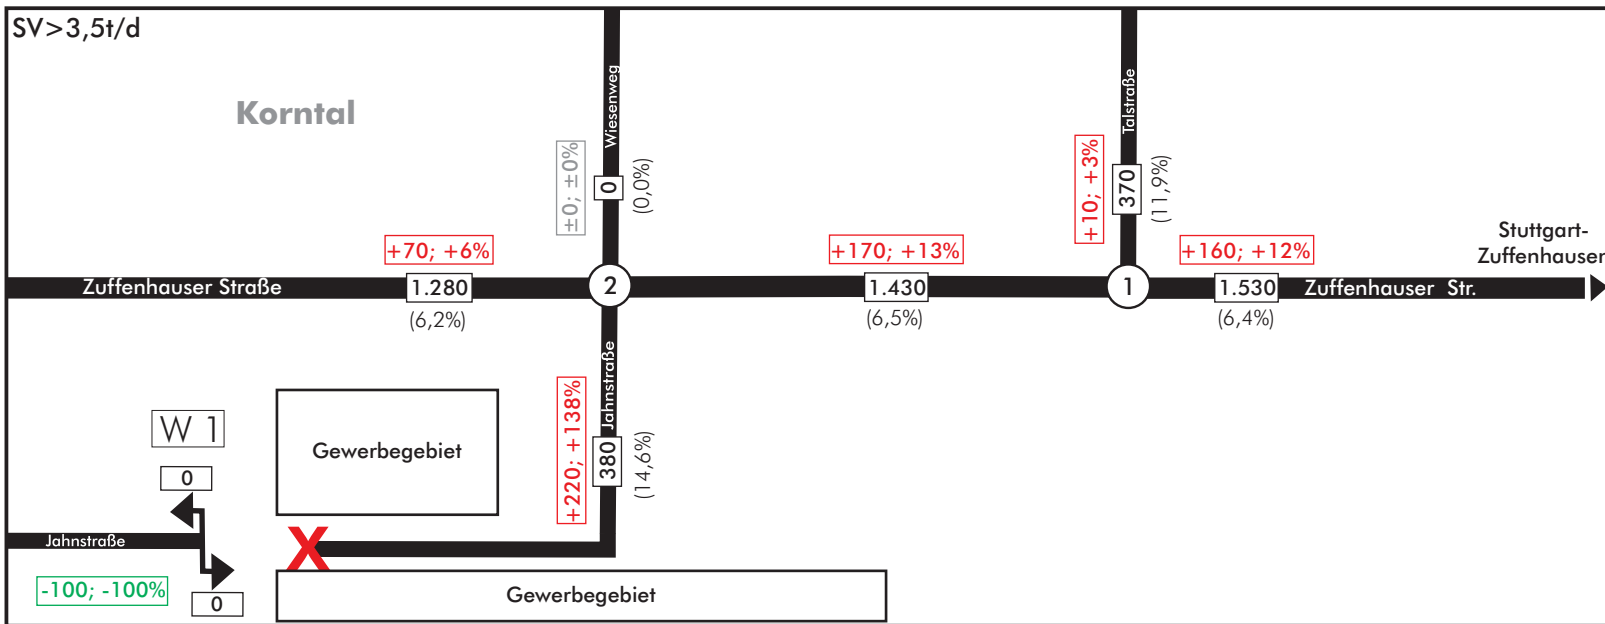 SV>3,5t/d
Korntal
Wiesenweg
±0; ±0%
0
(0,0%)
Talstraße
+10; +3%
370
(11,9%)
+70; +6%
+170; +13%
+160; +12%
Stuttgart-
Zuffenhausen
Zuffenhauser Straße
1.280
2
1.430
1
1.530
Zuffenhauser Str.
(6,2%)
(6,5%)
(6,4%)
Jahnstraße
+220; +138%
380
(14,6%)
W 1
Gewerbegebiet
0
X
Jahnstraße
-100; -100%
0
Gewerbegebiet